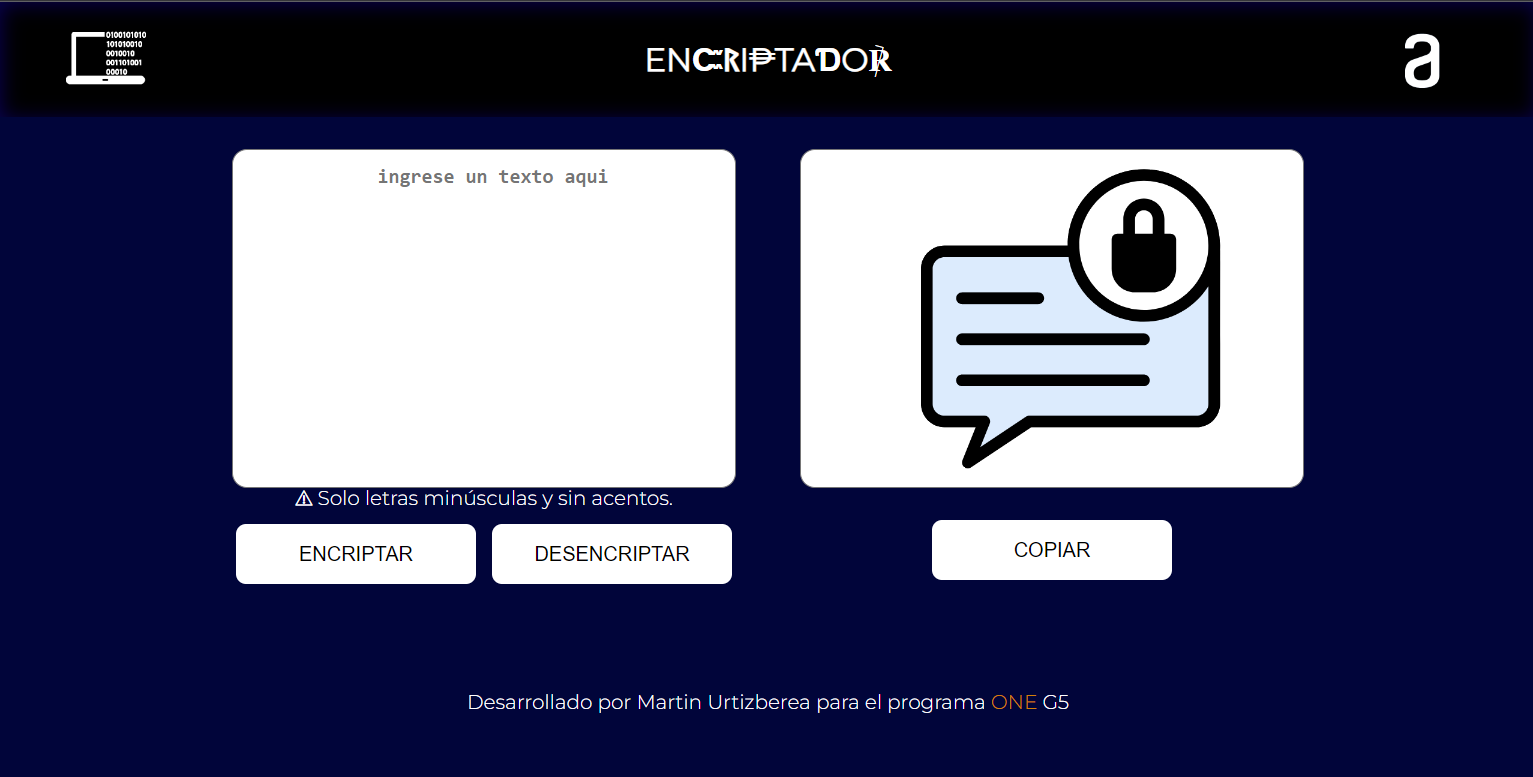 0100101010
101010010
0010010
001101001
00010
ENCRIPTADOR
a
ingrese un texto aqui
⚠ Solo letras minúsculas y sin acentos.
ENCRIPTAR
DESENCRIPTAR
COPIAR
Desarrollado por Martin Urtizberea para el programa ONE G5